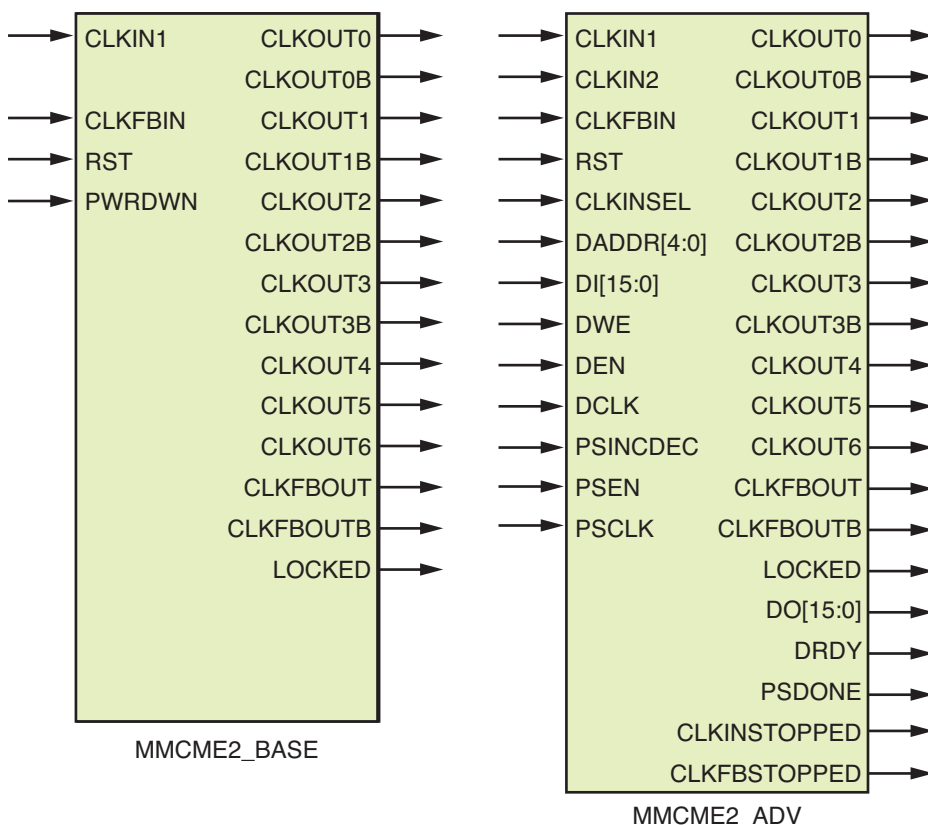 CLKIN1
CLKFBIN
RST
PWRDWN
CLKOUT0
CLKOUT0B
CLKOUT1
CLKOUT1B
CLKOUT2
CLKOUT2B
CLKOUT3
CLKOUT3B
CLKOUT4
CLKOUT5
CLKOUT6
CLKFBOUT
CLKFBOUTB
LOCKED
MMCME2_BASE
CLKIN1
CLKIN2
CLKFBIN
RST
CLKINSEL
DADDR[4:0]
DI[15:0]
DWE
DEN
DCLK
PSINCDEC
PSEN
PSCLK
CLKOUT0
CLKOUT0B
CLKOUT1
CLKOUT1B
CLKOUT2
CLKOUT2B
CLKOUT3
CLKOUT3B
CLKOUT4
CLKOUT5
CLKOUT6
CLKFBOUT
CLKFBOUTB
LOCKED
DO[15:0]
DRDY
PSDONE
CLKINSTOPPED
CLKFBSTOPPED
MMCME2_ADV